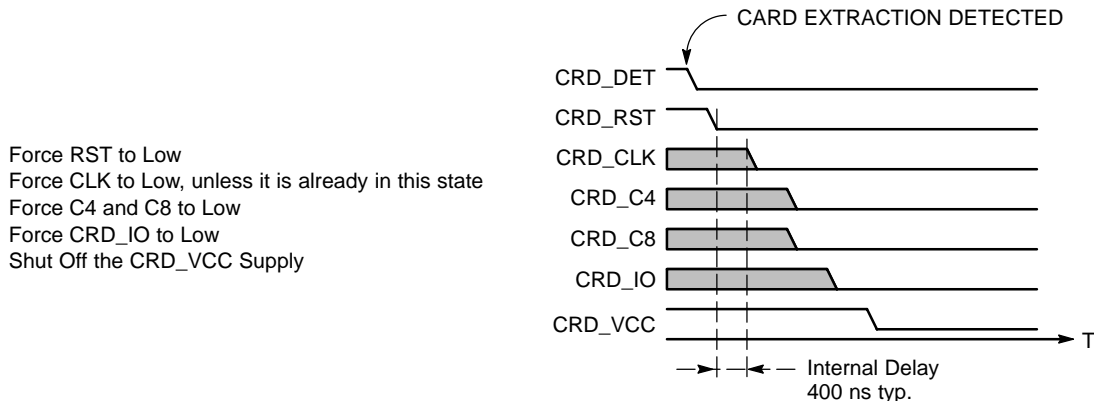 CARD EXTRACTION DETECTED
CRD_DET
CRD_RST
Force RST to Low
Force CLK to Low, unless it is already in this state
Force C4 and C8 to Low
Force CRD_IO to Low
Shut Off the CRD_VCC Supply
CRD_CLK
CRD_C4
CRD_C8
CRD_IO
CRD_VCC
T
Internal Delay
400 ns typ.